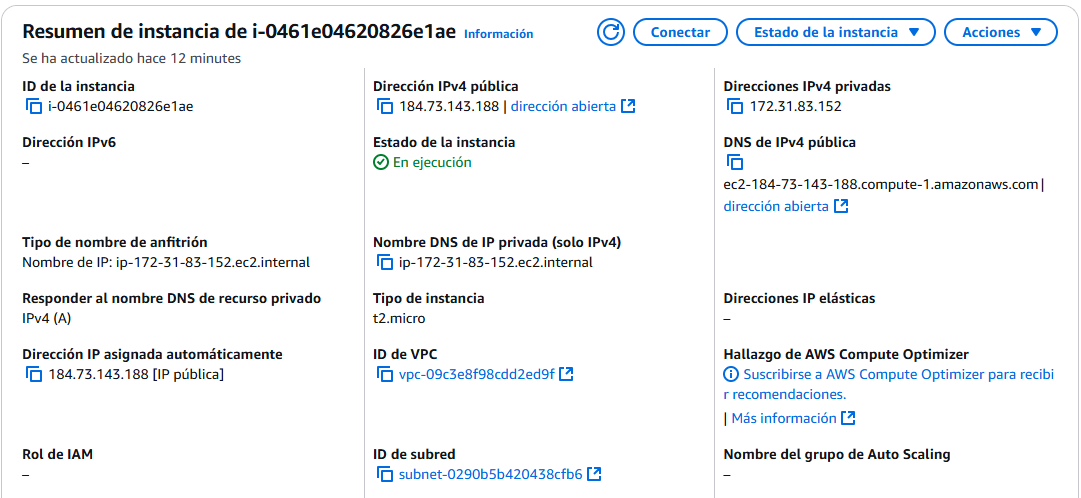 Resumen de instancia de i-0461e04620826e1ae Información
Conectar
Estado de la instancia
Acciones
Se ha actualizado hace 12 minutes
ID de la instancia
i-0461e04620826e1ae
Dirección IPv4 pública
184.73.143.188 | dirección abierta
Direcciones IPv4 privadas
172.31.83.152
Dirección IPv6
–
Estado de la instancia
En ejecución
DNS de IPv4 pública
ec2-184-73-143-188.compute-1.amazonaws.com |
dirección abierta
Tipo de nombre de anfitrión
Nombre de IP: ip-172-31-83-152.ec2.internal
Nombre DNS de IP privada (solo IPv4)
ip-172-31-83-152.ec2.internal
Responder al nombre DNS de recurso privado
IPv4 (A)
Tipo de instancia
t2.micro
Direcciones IP elásticas
–
Dirección IP asignada automáticamente
184.73.143.188 [IP pública]
ID de VPC
vpc-09c3e8f98cdd2ed9f
Hallazgo de AWS Compute Optimizer
Suscribirse a AWS Compute Optimizer para recibi
r recomendaciones.
| Más información
Rol de IAM
–
ID de subred
subnet-0290b5b420438cfb6
Nombre del grupo de Auto Scaling
–